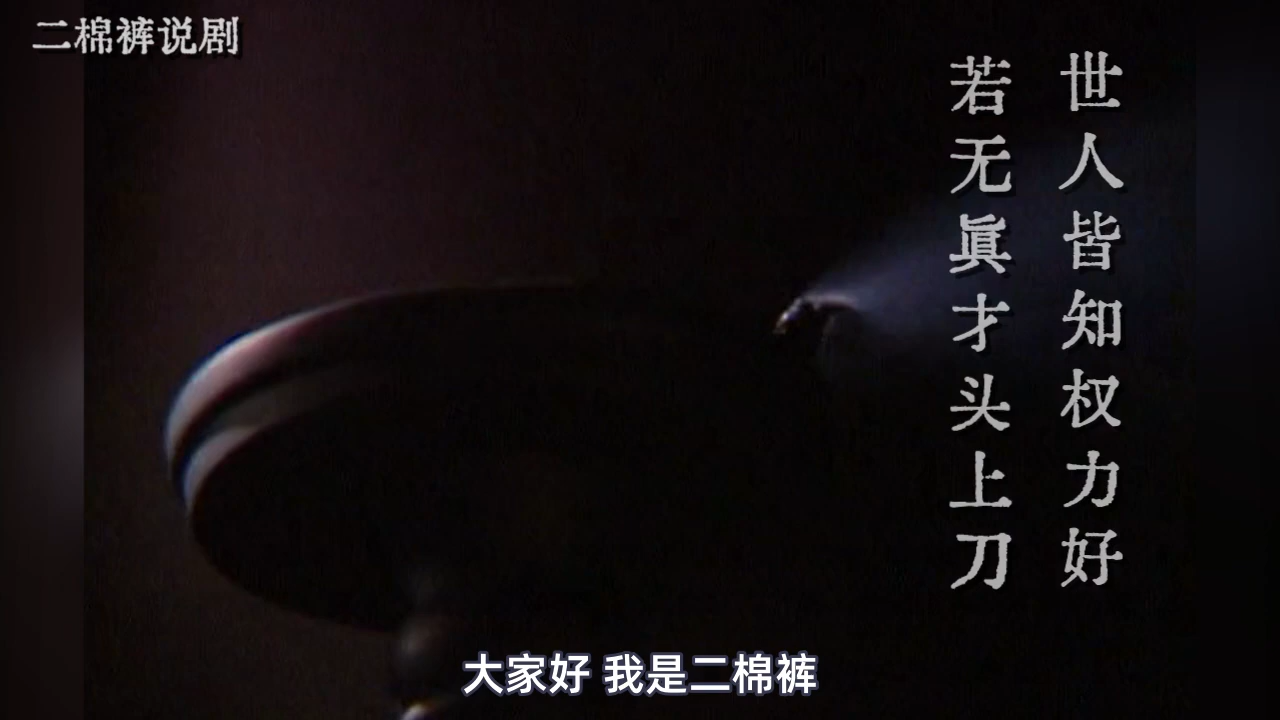 二棉裤说剧
世人皆知权力好
若无眞才头上刀
大家好 我是二棉裤